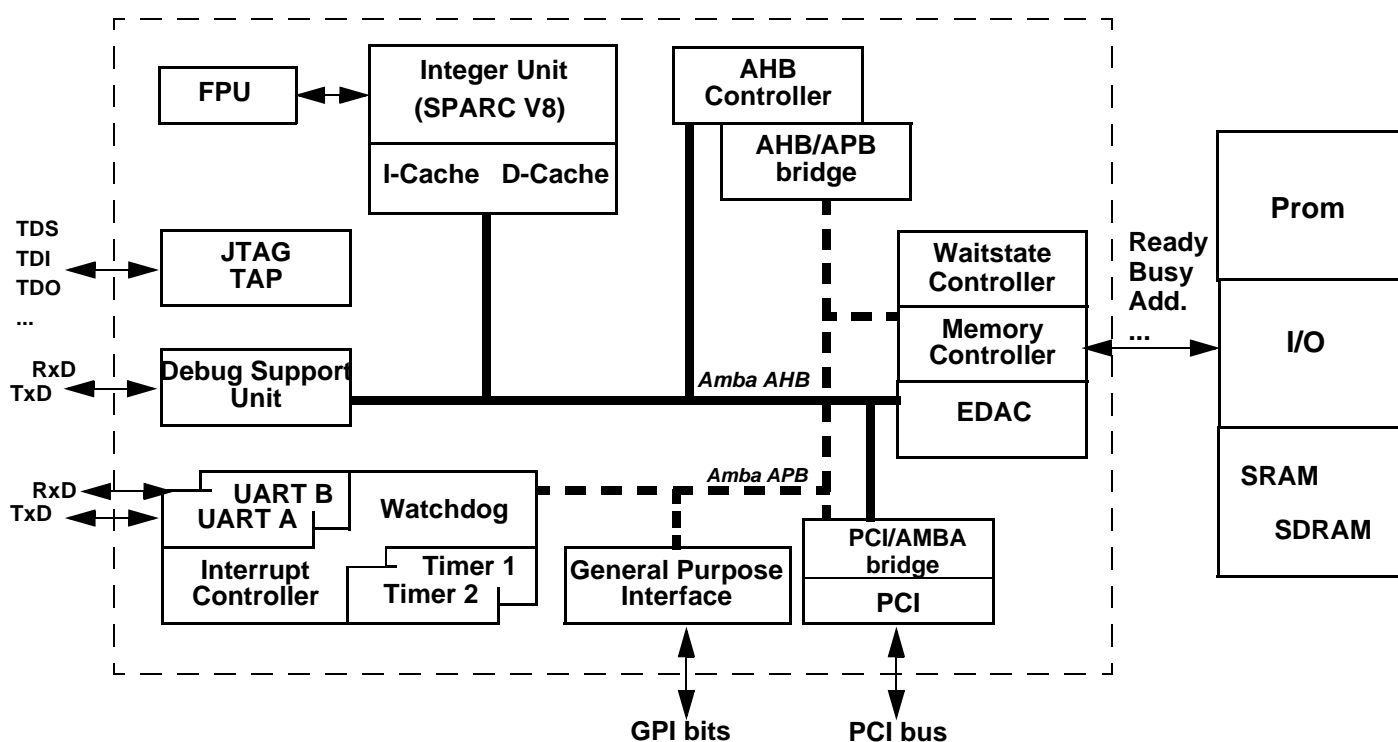 FPU
Integer Unit
(SPARC V8)
I-Cache D-Cache
AHB
Controller
AHB/APB
bridge
TDS
TDI
TDO
...
JTAG
TAP
RxD
TxD
Debug Support
Unit
Amba AHB
Waitstate
Controller
Memory
Controller
EDAC
Ready
Busy
Add.
...
Prom
I/O
SRAM
SDRAM
RxD
TxD
UART B
UART A
Watchdog
Interrupt
Controller
Timer 1
Timer 2
Amba APB
General Purpose
Interface
PCI/AMBA
bridge
PCI
GPI bits
PCI bus